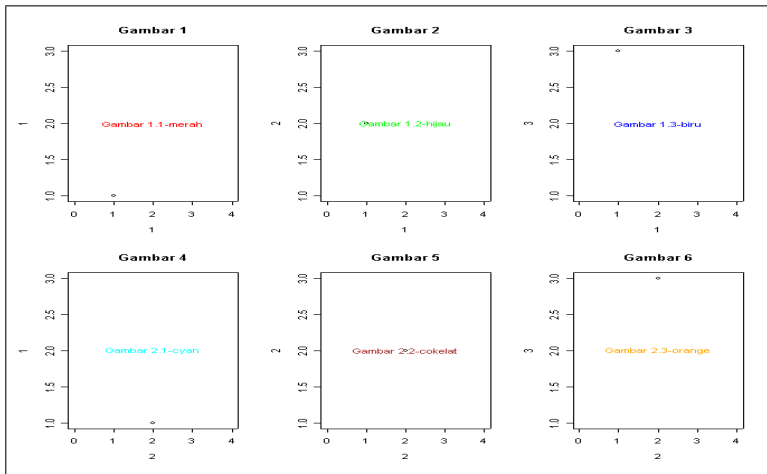 Gambar 1
3.0
2.5
2.0
1.5
1.0
1
Gambar 1.1-merah
0 1 2 3 4
1
Gambar 2
3.0
2.5
2.0
1.5
1.0
2
Gambar 1.2-hijau
0 1 2 3 4
1
Gambar 3
3.0
2.5
2.0
1.5
1.0
3
Gambar 1.3-biru
0 1 2 3 4
1
Gambar 4
3.0
2.5
2.0
1.5
1.0
1
Gambar 2.1-cyan
0 1 2 3 4
2
Gambar 5
3.0
2.5
2.0
1.5
1.0
2
Gambar 2.2-cokelat
0 1 2 3 4
2
Gambar 6
3.0
2.5
2.0
1.5
1.0
3
Gambar 2.3-orange
0 1 2 3 4
2